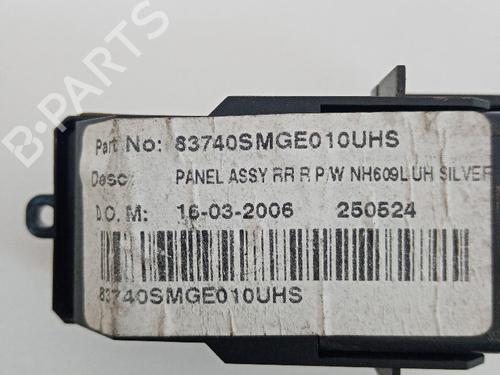 B-PARTS
Part No: 83740SMGE010UHS
Desc: PANEL ASSY RR R P/W NH609L UH SILVER
D.O.M: 16-03-2006 250524
83740SMGE010UHS